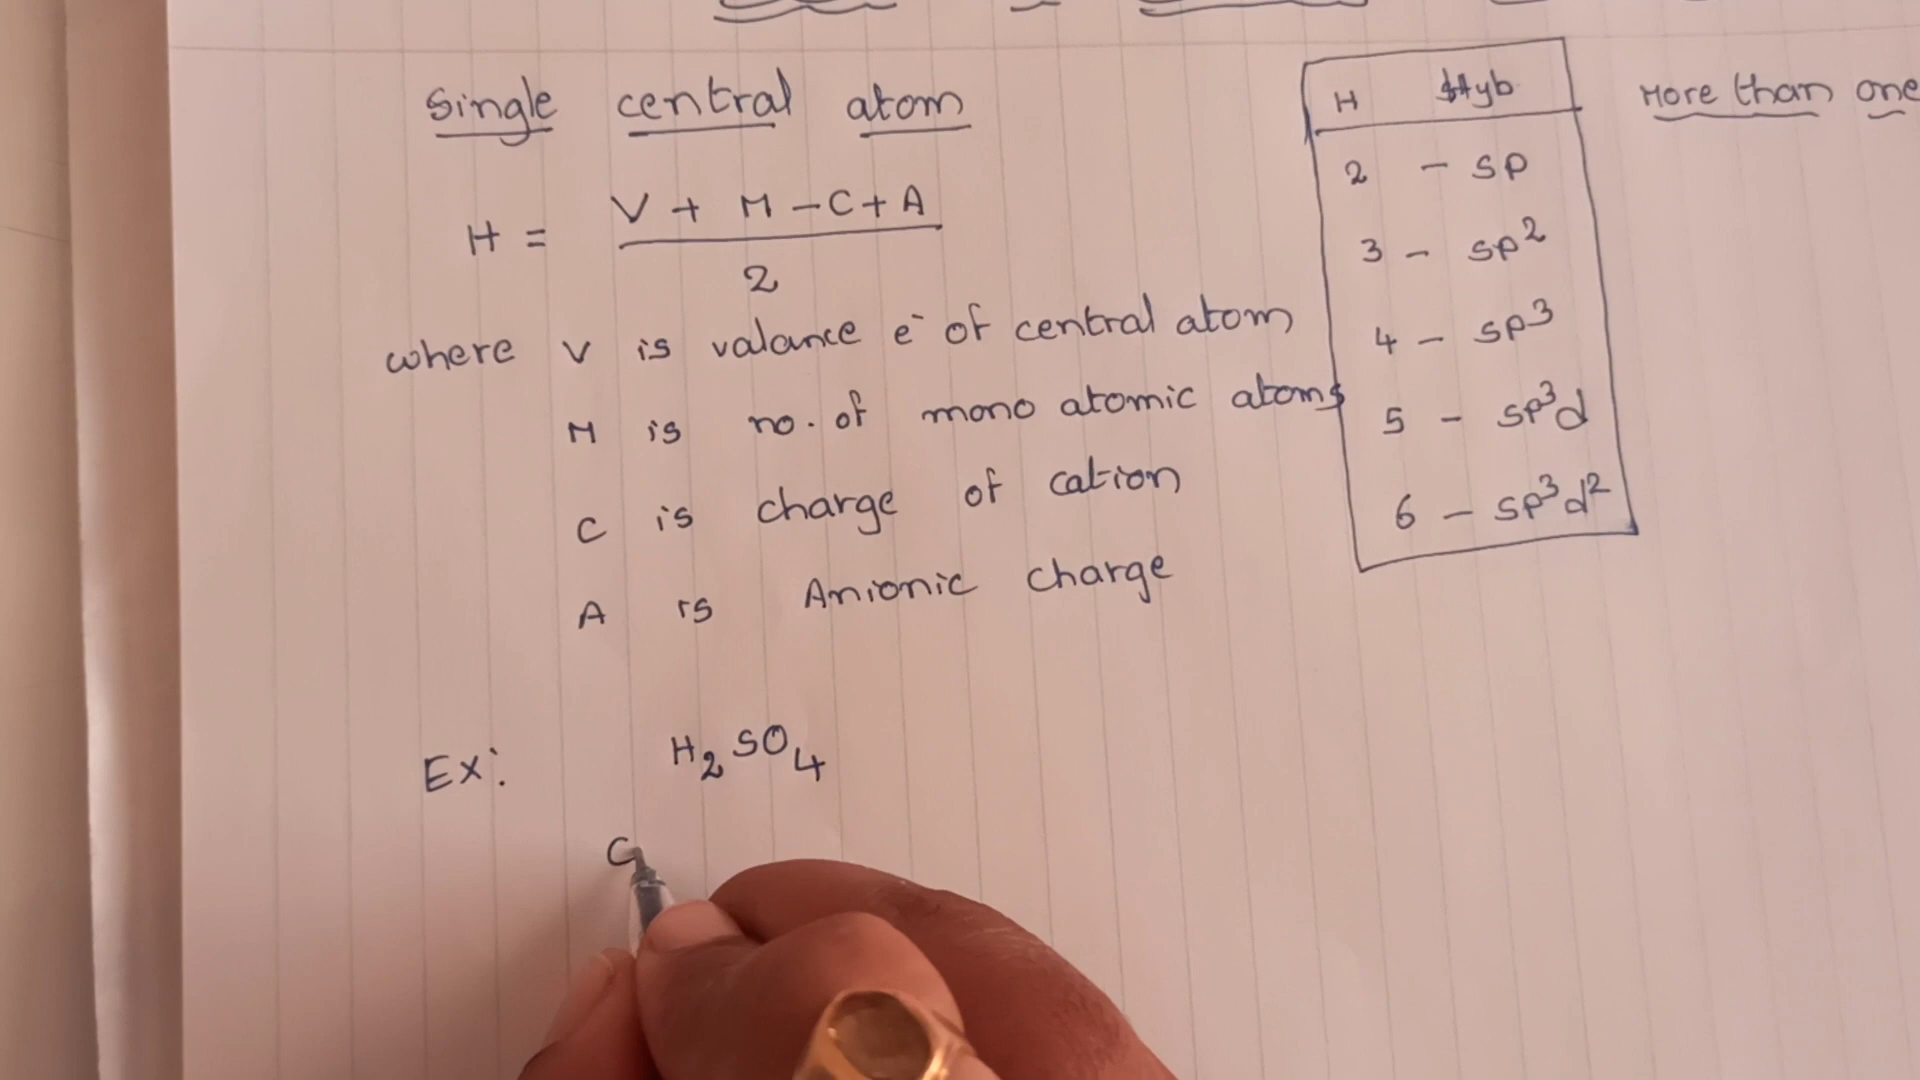 Single central atom
H = V + M - C + A / 2
where V is valance e⁻ of central atom
M is no. of mono atomic atoms
C is charge of cation
A is Anionic charge
Ex: H₂SO₄
C
H Hyb
2 - sp
3 - sp²
4 - sp³
5 - sp³d
6 - sp³d²
More than one